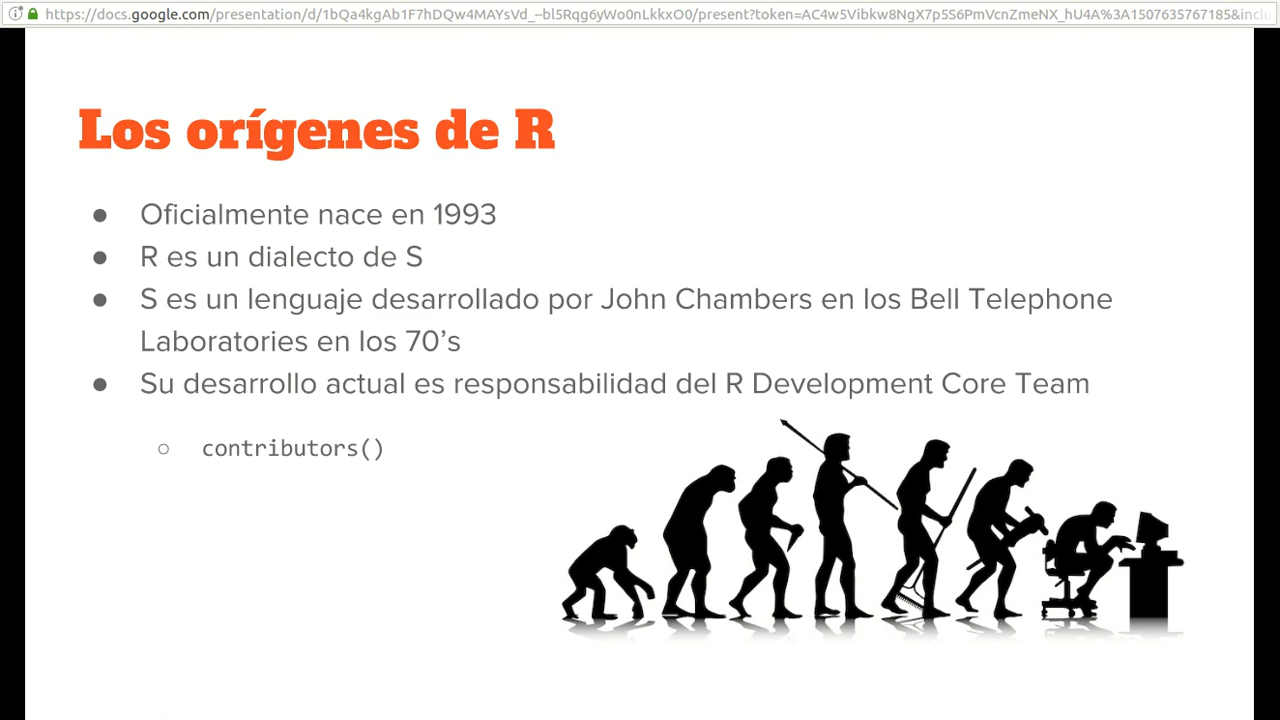 https://docs.google.com/presentation/d/1bQa4kgAb1F7hDQw4MAYsVd_--bl5Rqg6yWo0nLkkxO0/present?token=AC4w5Vibkw8NgX7p5S6PmVcnZmeNX_hU4A%3A1507635767185&inclu
Los orígenes de R
● Oficialmente nace en 1993
● R es un dialecto de S
● S es un lenguaje desarrollado por John Chambers en los Bell Telephone
Laboratories en los 70’s
● Su desarrollo actual es responsabilidad del R Development Core Team
○ contributors()